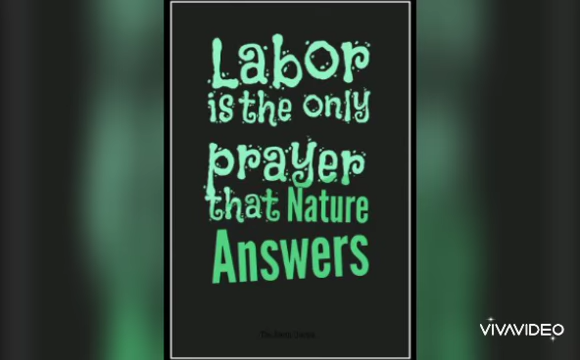 Labor
is the only
prayer
that Nature
Answers
VIVAVIDEO